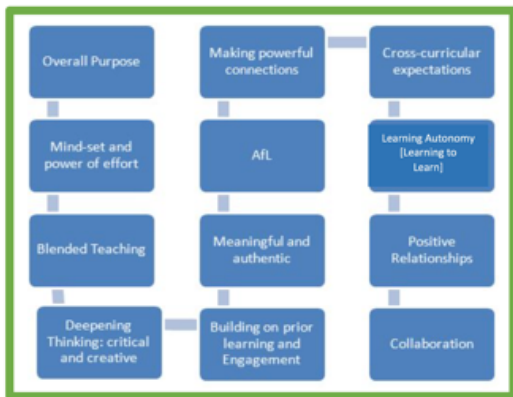 Overall Purpose
Mind-set and
power of effort
Blended Teaching
Deepening
Thinking: critical
and creative
Building on prior
learning and
Engagement
Meaningful and
authentic
AfL
Making powerful
connections
Cross-curricular
expectations
Learning Autonomy
[Learning to
Learn]
Positive
Relationships
Collaboration